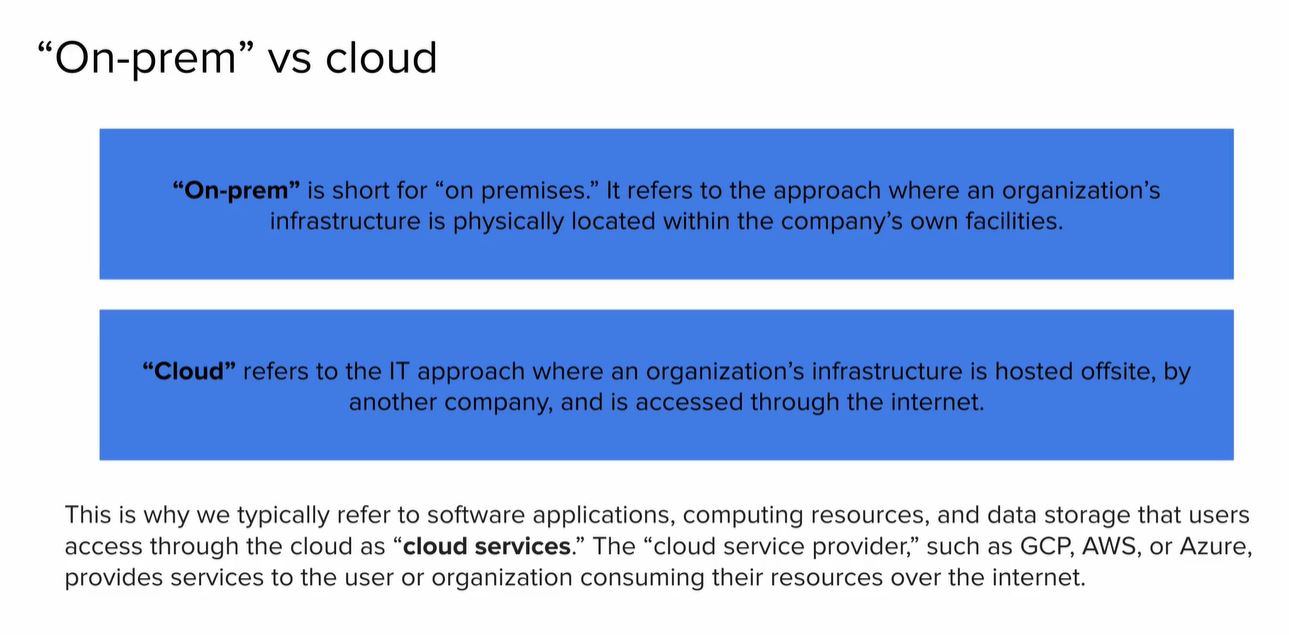 “On-prem” vs cloud
“On-prem” is short for “on premises.” It refers to the approach where an organization’s
infrastructure is physically located within the company’s own facilities.
“Cloud” refers to the IT approach where an organization’s infrastructure is hosted offsite, by
another company, and is accessed through the internet.
This is why we typically refer to software applications, computing resources, and data storage that users
access through the cloud as “cloud services.” The “cloud service provider,” such as GCP, AWS, or Azure,
provides services to the user or organization consuming their resources over the internet.